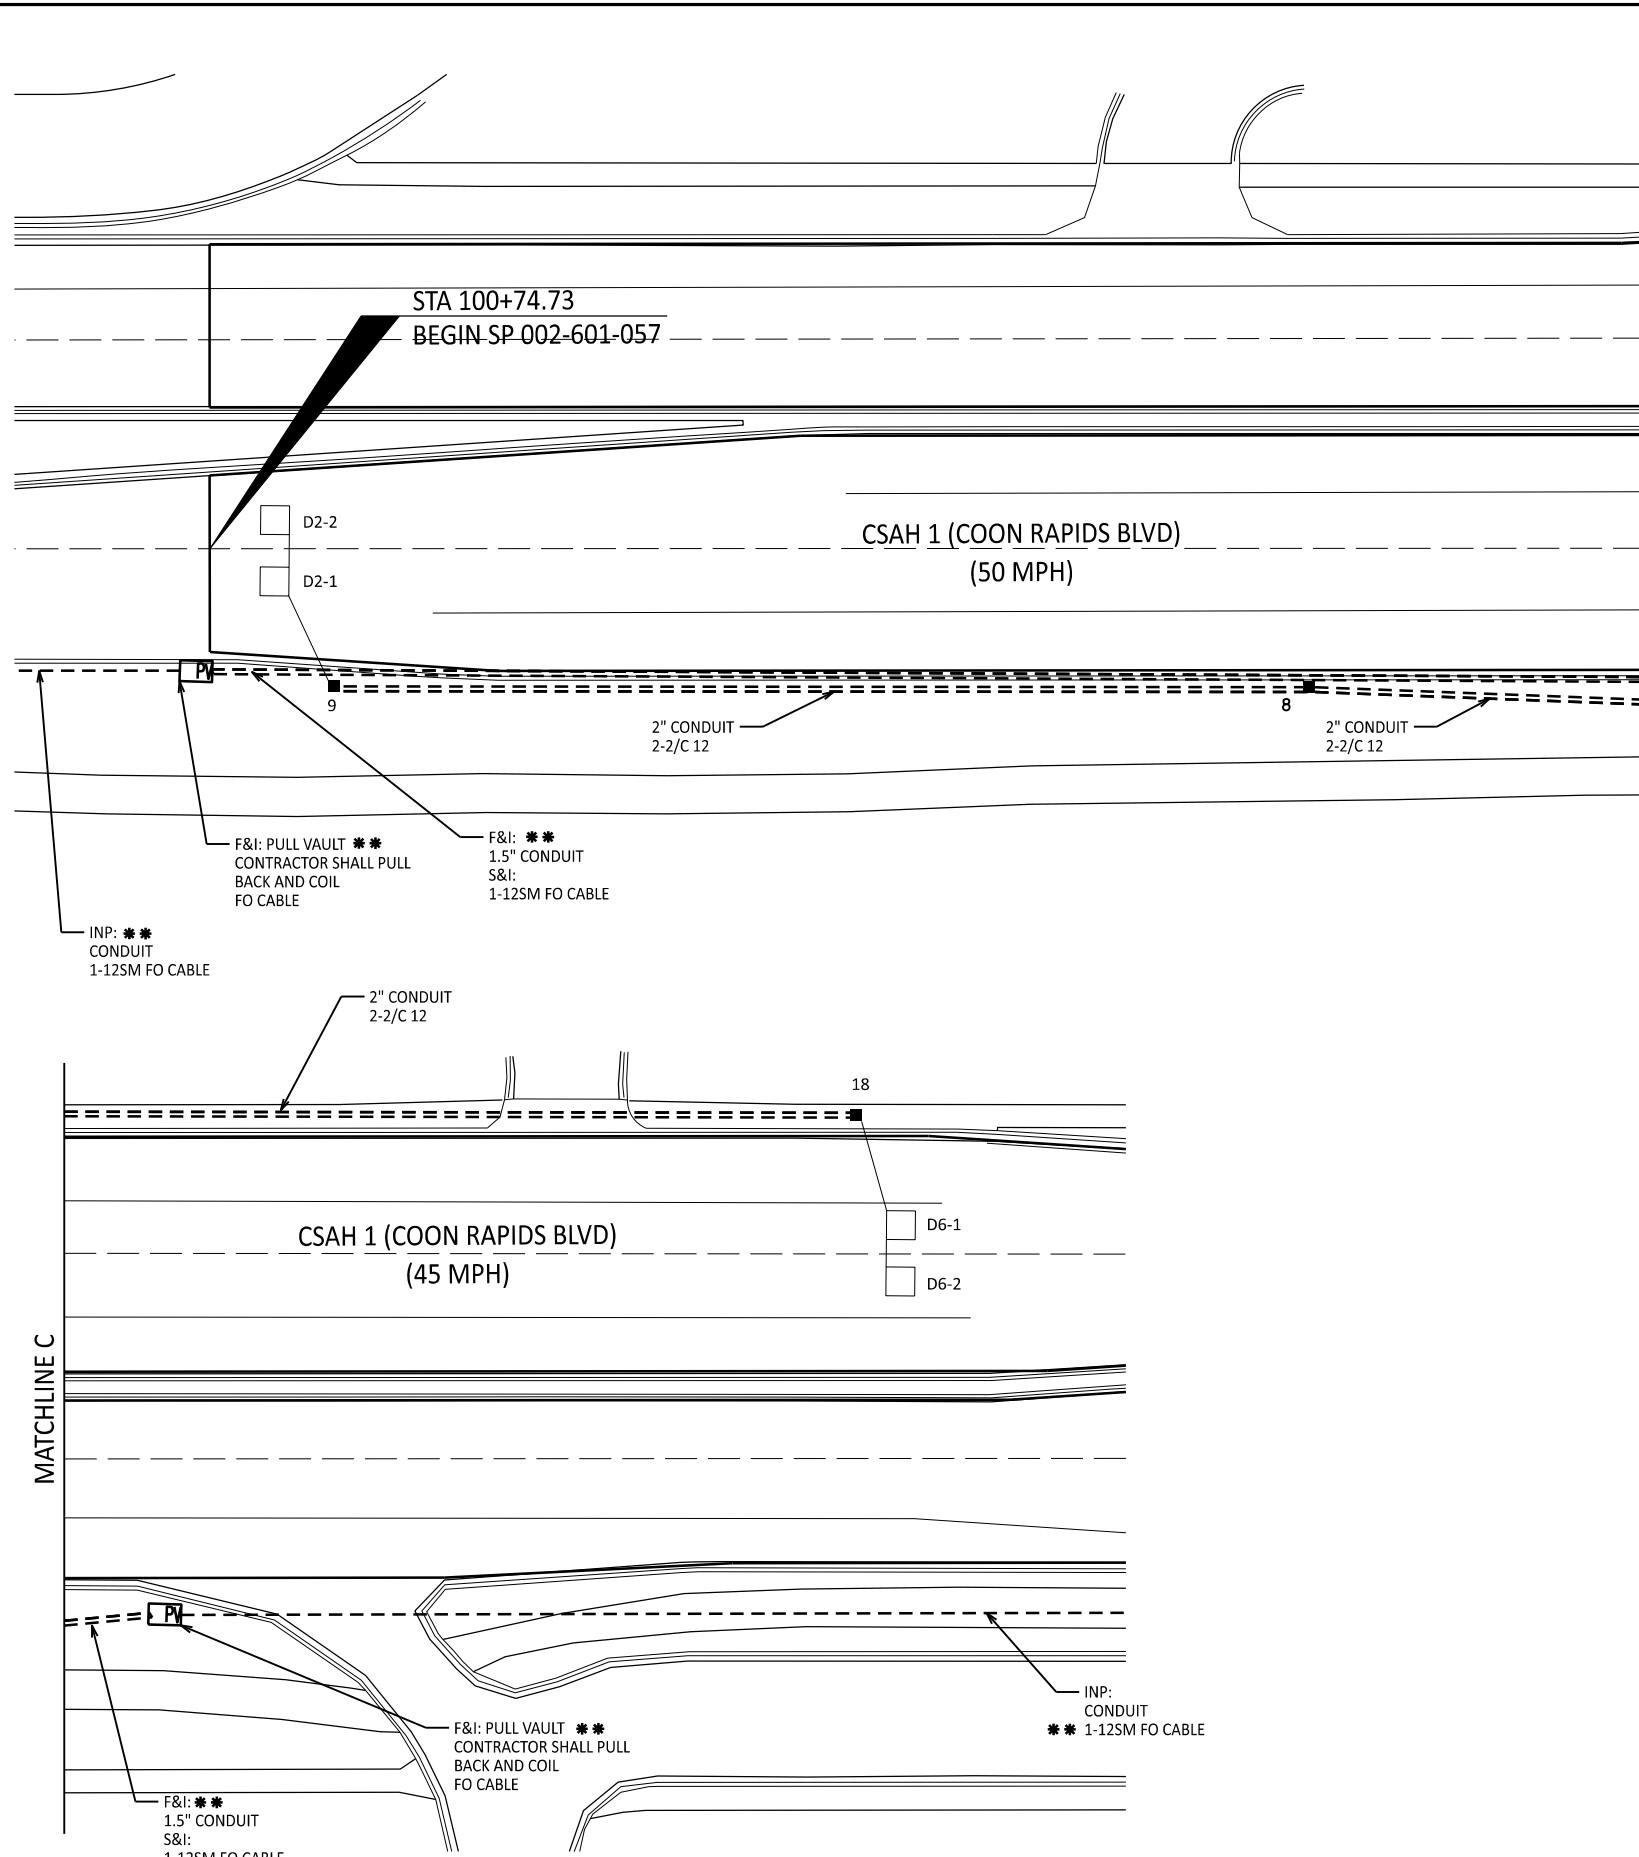 STA 100+74.73
BEGIN SP 002-601-057
D2-2
D2-1
CSAH 1 (COON RAPIDS BLVD)
(50 MPH)
PV
9
8
2" CONDUIT
2-2/C 12
2" CONDUIT
2-2/C 12
F&I: PULL VAULT ✱✱
CONTRACTOR SHALL PULL
BACK AND COIL
FO CABLE
F&I: ✱✱
1.5" CONDUIT
S&I:
1-12SM FO CABLE
INP: ✱✱
CONDUIT
1-12SM FO CABLE
2" CONDUIT
2-2/C 12
18
D6-1
D6-2
CSAH 1 (COON RAPIDS BLVD)
(45 MPH)
MATCHLINE C
PV
INP:
CONDUIT
✱✱ 1-12SM FO CABLE
F&I: PULL VAULT ✱✱
CONTRACTOR SHALL PULL
BACK AND COIL
FO CABLE
F&I: ✱✱
1.5" CONDUIT
S&I:
1-12SM FO CABLE